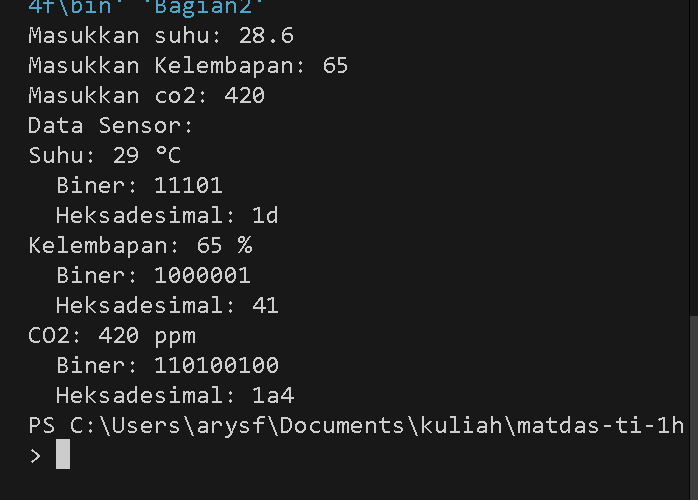 4f\bin' 'Bagian2'
Masukkan suhu: 28.6
Masukkan Kelembapan: 65
Masukkan co2: 420
Data Sensor:
Suhu: 29 °C
  Biner: 11101
  Heksadesimal: 1d
Kelembapan: 65 %
  Biner: 1000001
  Heksadesimal: 41
CO2: 420 ppm
  Biner: 110100100
  Heksadesimal: 1a4
PS C:\Users\arysf\Documents\kuliah\matdas-ti-1h
>